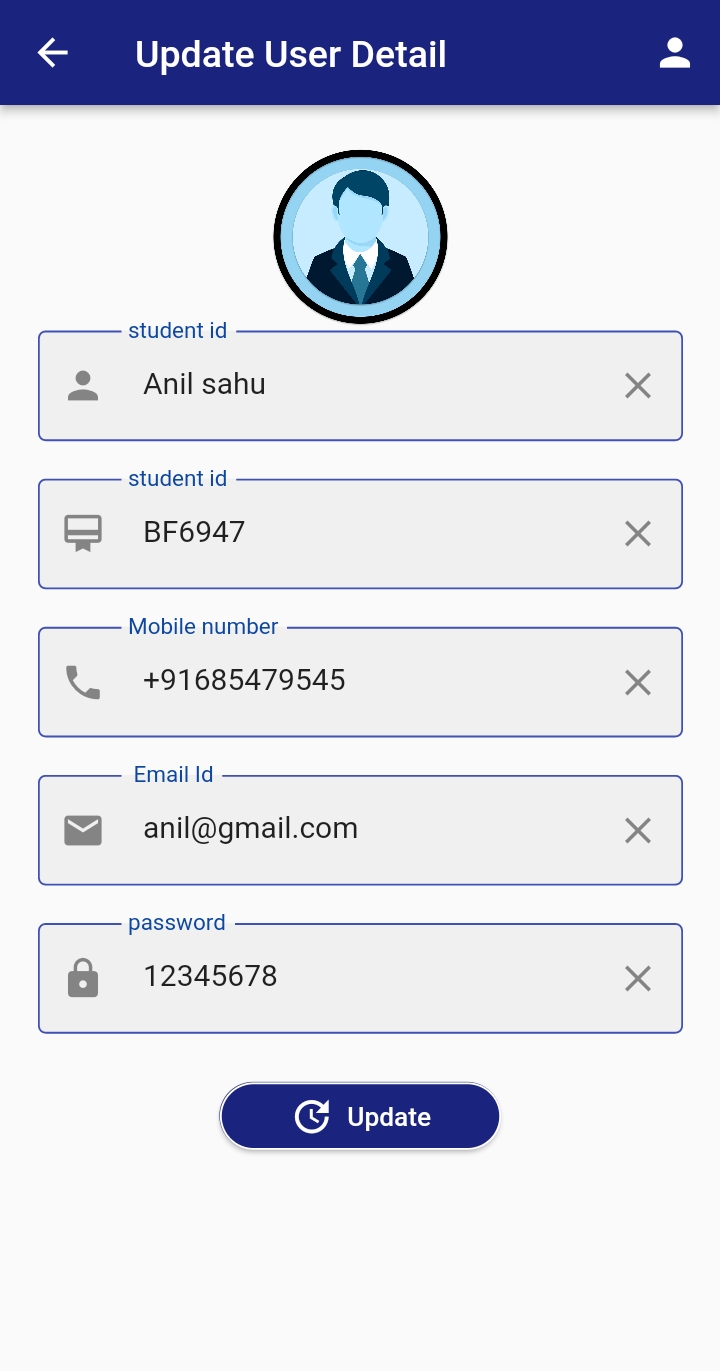 Update User Detail
student id
Anil sahu
student id
BF6947
Mobile number
+91685479545
Email Id
anil@gmail.com
password
12345678
Update